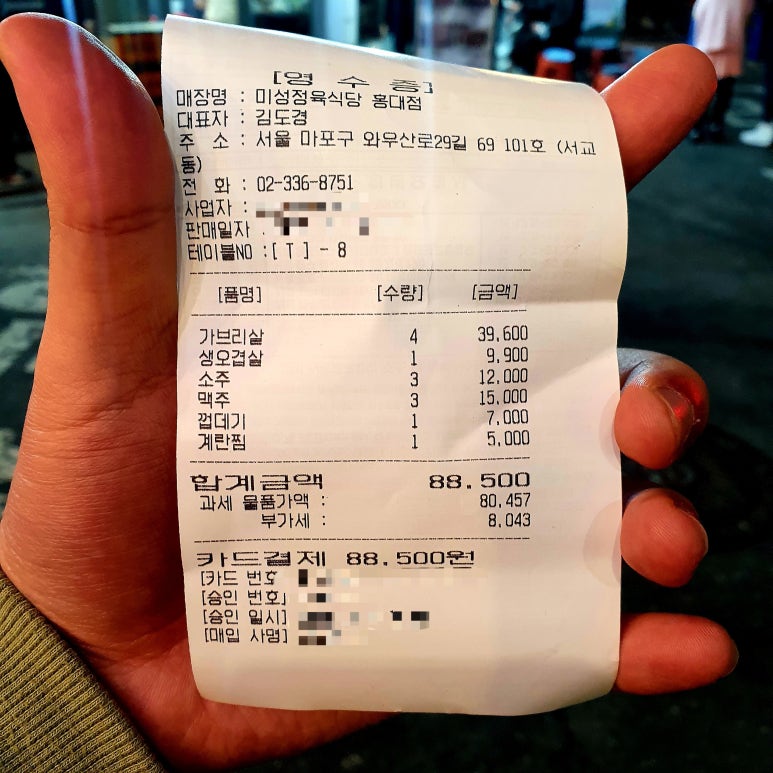 [영 수 증]
매장명 : 미성정육식당 홍대점
대표자 : 김도경
주 소 : 서울 마포구 와우산로29길 69 101호 (서교
동)
전 화 : 02-336-8751
사업자 :
판매일자 :
테이블NO :[ T ] - 8
[품명] [수량] [금액]
가브리살 4 39,600
생오겹살 1 9,900
소주 3 12,000
맥주 3 15,000
껍데기 1 7,000
계란찜 1 5,000
합계금액 88,500
과세 물품가액 : 80,457
부가세 : 8,043
카드결제 88,500원
[카드 번호
[승인 번호]
[승인 일시]
[매입 사명]